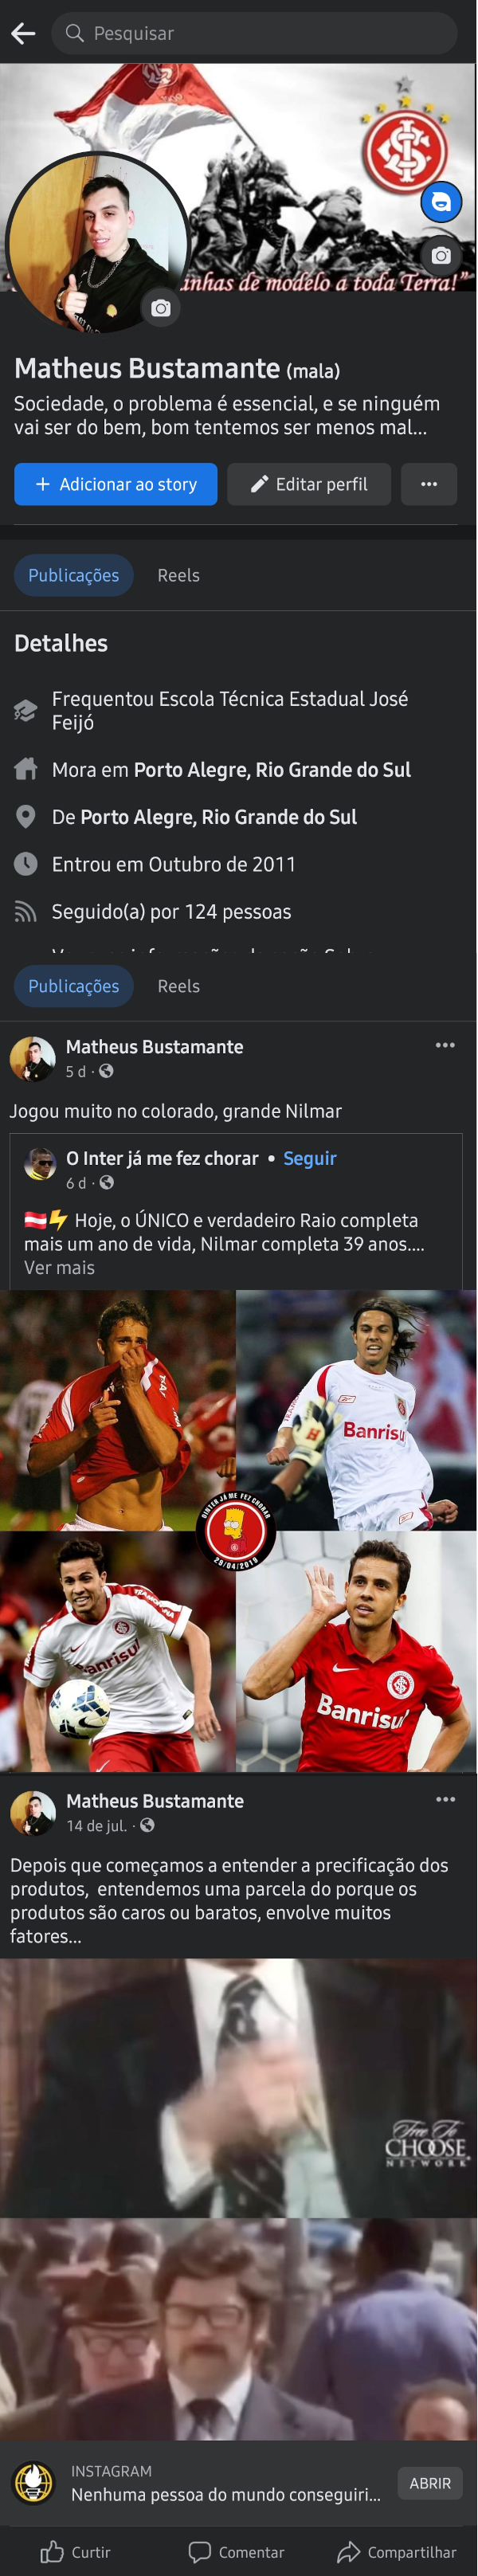 Pesquisar
inhas de modelo a toda Terra!"
Matheus Bustamante (mala)
Sociedade, o problema é essencial, e se ninguém
vai ser do bem, bom tentemos ser menos mal...
+ Adicionar ao story
Editar perfil
Publicações
Reels
Detalhes
Frequentou Escola Técnica Estadual José
Feijó
Mora em Porto Alegre, Rio Grande do Sul
De Porto Alegre, Rio Grande do Sul
Entrou em Outubro de 2011
Seguido(a) por 124 pessoas
Publicações
Reels
Matheus Bustamante
5 d ·
Jogou muito no colorado, grande Nilmar
O Inter já me fez chorar • Seguir
6 d ·
🇦🇹⚡ Hoje, o ÚNICO e verdadeiro Raio completa
mais um ano de vida, Nilmar completa 39 anos....
Ver mais
Banrisu
O INTER JÁ ME FEZ CHORAR
28/04/2019
anrisul
Banrisul
Matheus Bustamante
14 de jul. ·
Depois que começamos a entender a precificação dos
produtos, entendemos uma parcela do porque os
produtos são caros ou baratos, envolve muitos
fatores...
Free To
CHOOSE
NETWORK
INSTAGRAM
Nenhuma pessoa do mundo conseguiri...
ABRIR
Curtir
Comentar
Compartilhar